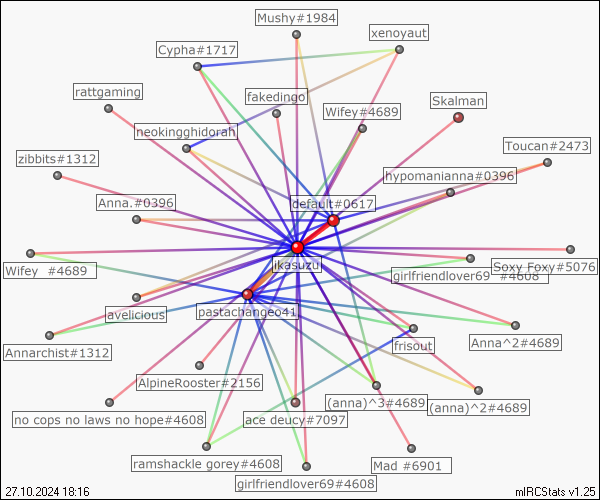 Mushy#1984
xenoyaut
Cypha#1717
rattgaming
fakedingo
Skalman
Wifey#4689
neokingghidorah
Toucan#2473
zibbits#1312
hypomanianna#0396
Anna.#0396
default#0617
ikasuzu
Wifey  #4689
girlfriendlover69  #4608
Soxy Foxy#5076
avelicious
pastachangeo41
Annarchist#1312
frisout
Anna^2#4689
AlpineRooster#2156
(anna)^3#4689
(anna)^2#4689
no cops no laws no hope#4608
ace deucy#7097
ramshackle gorey#4608
Mad #6901
girlfriendlover69#4608
27.10.2024 18:16
mIRCStats v1.25